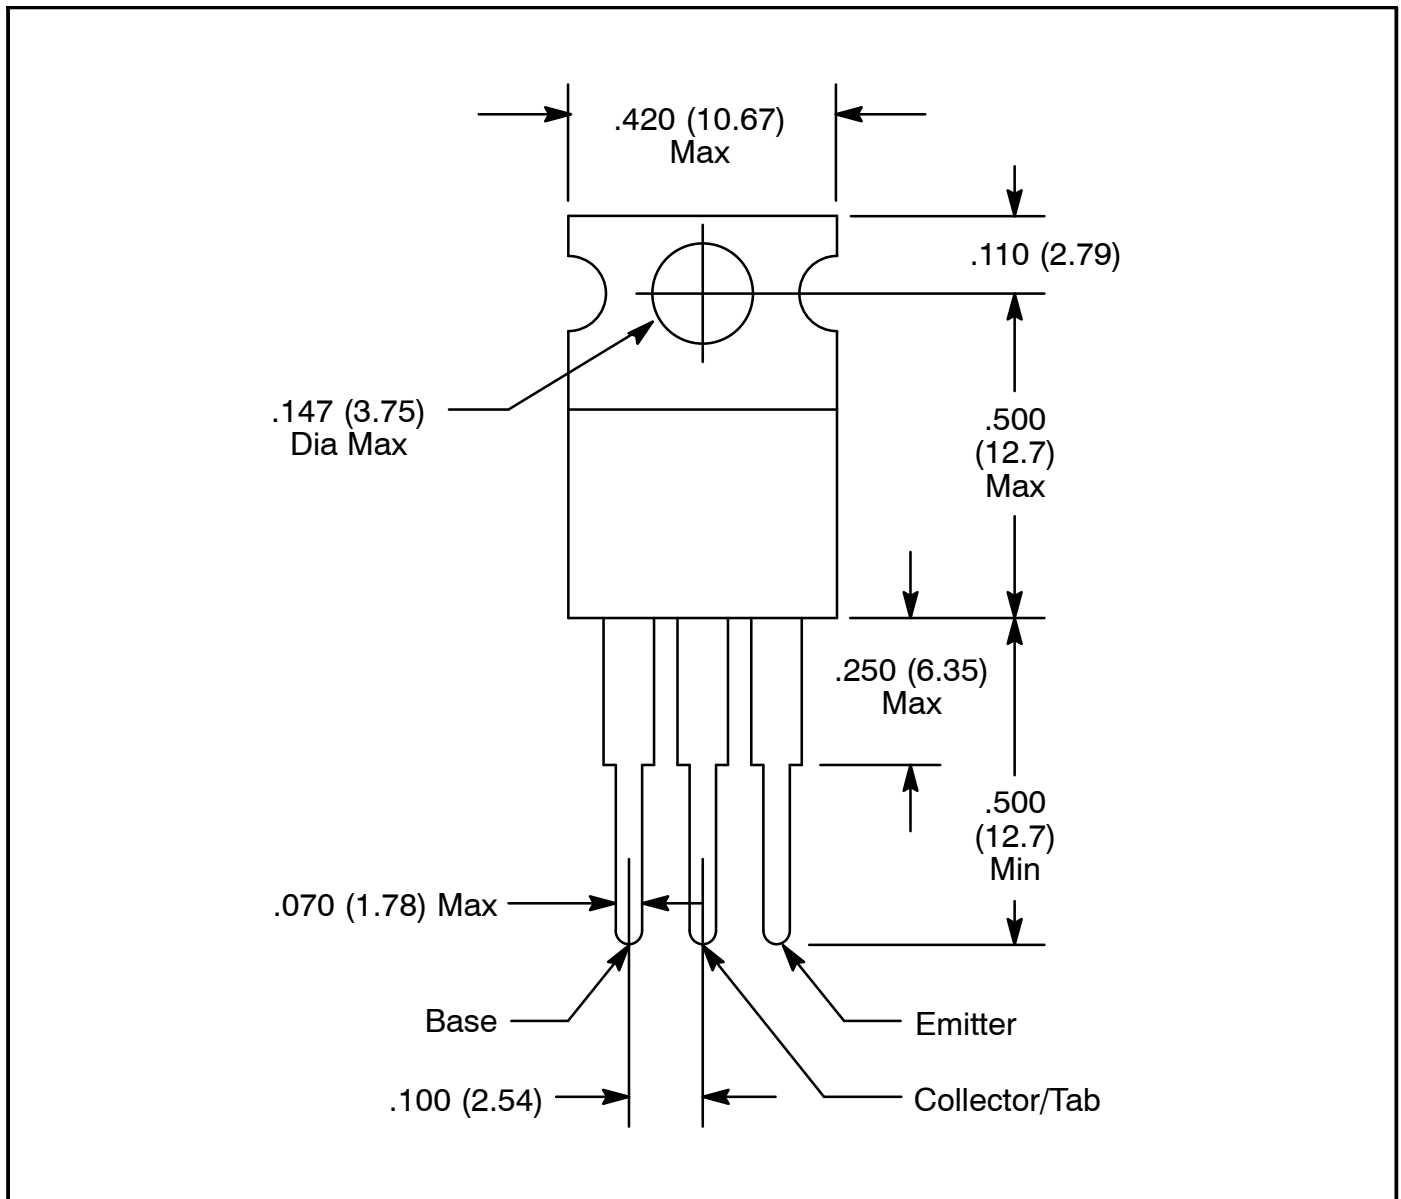 .420 (10.67)
Max
.110 (2.79)
.147 (3.75)
Dia Max
.500
(12.7)
Max
.250 (6.35)
Max
.500
(12.7)
Min
.070 (1.78) Max
Base
Emitter
.100 (2.54)
Collector/Tab